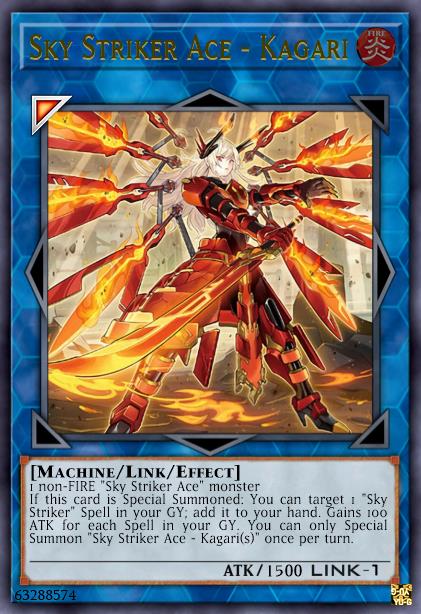 Sky Striker Ace - Kagari
FIRE
炎
[Machine/Link/Effect]
1 non-FIRE "Sky Striker Ace" monster
If this card is Special Summoned: You can target 1 "Sky
Striker" Spell in your GY; add it to your hand. Gains 100
ATK for each Spell in your GY. You can only Special
Summon "Sky Striker Ace - Kagari(s)" once per turn.
ATK/1500 LINK-1
63288574